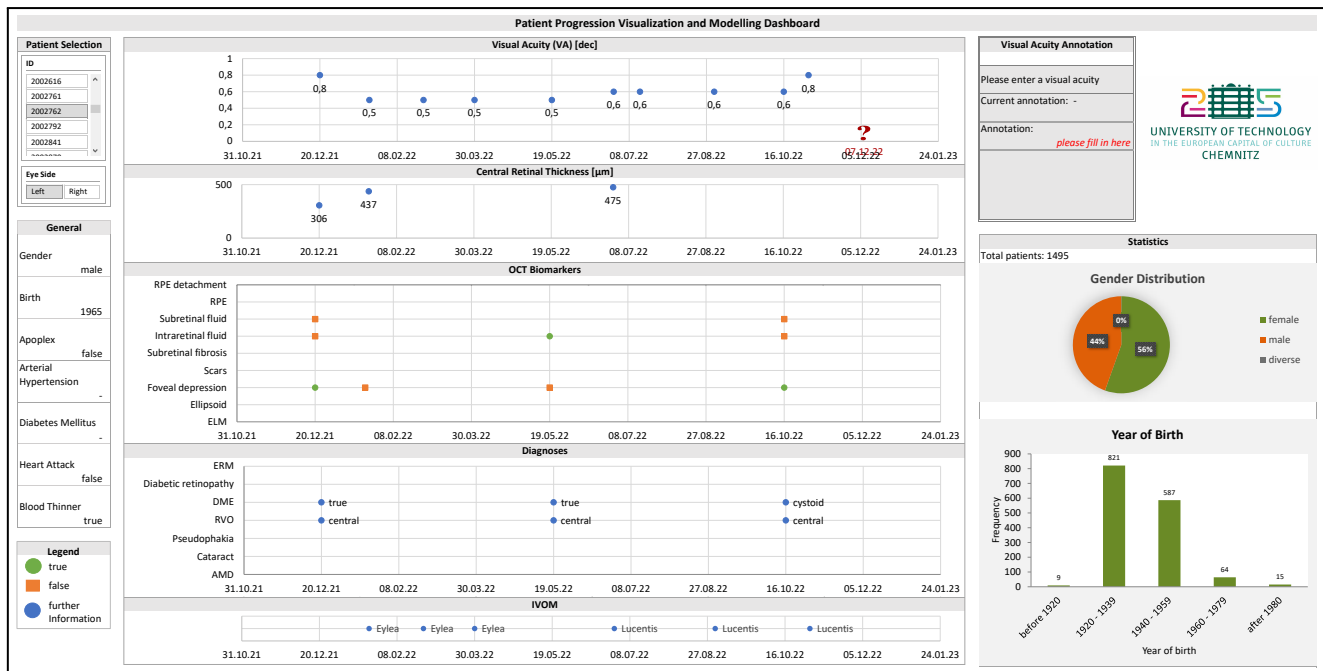 Patient Progression Visualization and Modelling Dashboard
Patient Selection
ID
2002616
2002761
2002762
2002792
2002841
Eye Side
Left Right
General
Gender
male
Birth
1965
Apoplex
false
Arterial
Hypertension
-
Diabetes Mellitus
-
Heart Attack
false
Blood Thinner
true
Legend
true
false
further
Information
Visual Acuity (VA) [dec]
1
0,8
0,6
0,4
0,2
0
0,8
0,5
0,5
0,5
0,5
0,6
0,6
0,6
0,6
0,8
?
07.12.22
31.10.21 20.12.21 08.02.22 30.03.22 19.05.22 08.07.22 27.08.22 16.10.22 05.12.22 24.01.23
Central Retinal Thickness [µm]
500
0
306
437
475
31.10.21 20.12.21 08.02.22 30.03.22 19.05.22 08.07.22 27.08.22 16.10.22 05.12.22 24.01.23
OCT Biomarkers
RPE detachment
RPE
Subretinal fluid
Intraretinal fluid
Subretinal fibrosis
Scars
Foveal depression
Ellipsoid
ELM
31.10.21 20.12.21 08.02.22 30.03.22 19.05.22 08.07.22 27.08.22 16.10.22 05.12.22 24.01.23
Diagnoses
ERM
Diabetic retinopathy
DME true true cystoid
RVO central central central
Pseudophakia
Cataract
AMD
31.10.21 20.12.21 08.02.22 30.03.22 19.05.22 08.07.22 27.08.22 16.10.22 05.12.22 24.01.23
IVOM
Eylea Eylea Eylea Lucentis Lucentis Lucentis
31.10.21 20.12.21 08.02.22 30.03.22 19.05.22 08.07.22 27.08.22 16.10.22 05.12.22 24.01.23
Visual Acuity Annotation
Please enter a visual acuity
Current annotation: -
Annotation:
please fill in here
UNIVERSITY OF TECHNOLOGY
IN THE EUROPEAN CAPITAL OF CULTURE
CHEMNITZ
Statistics
Total patients: 1495
Gender Distribution
0%
44%
56%
female
male
diverse
Year of Birth
Frequency
900
800
700
600
500
400
300
200
100
0
9
821
587
64
15
before 1920
1920 - 1939
1940 - 1959
1960 - 1979
after 1980
Year of birth